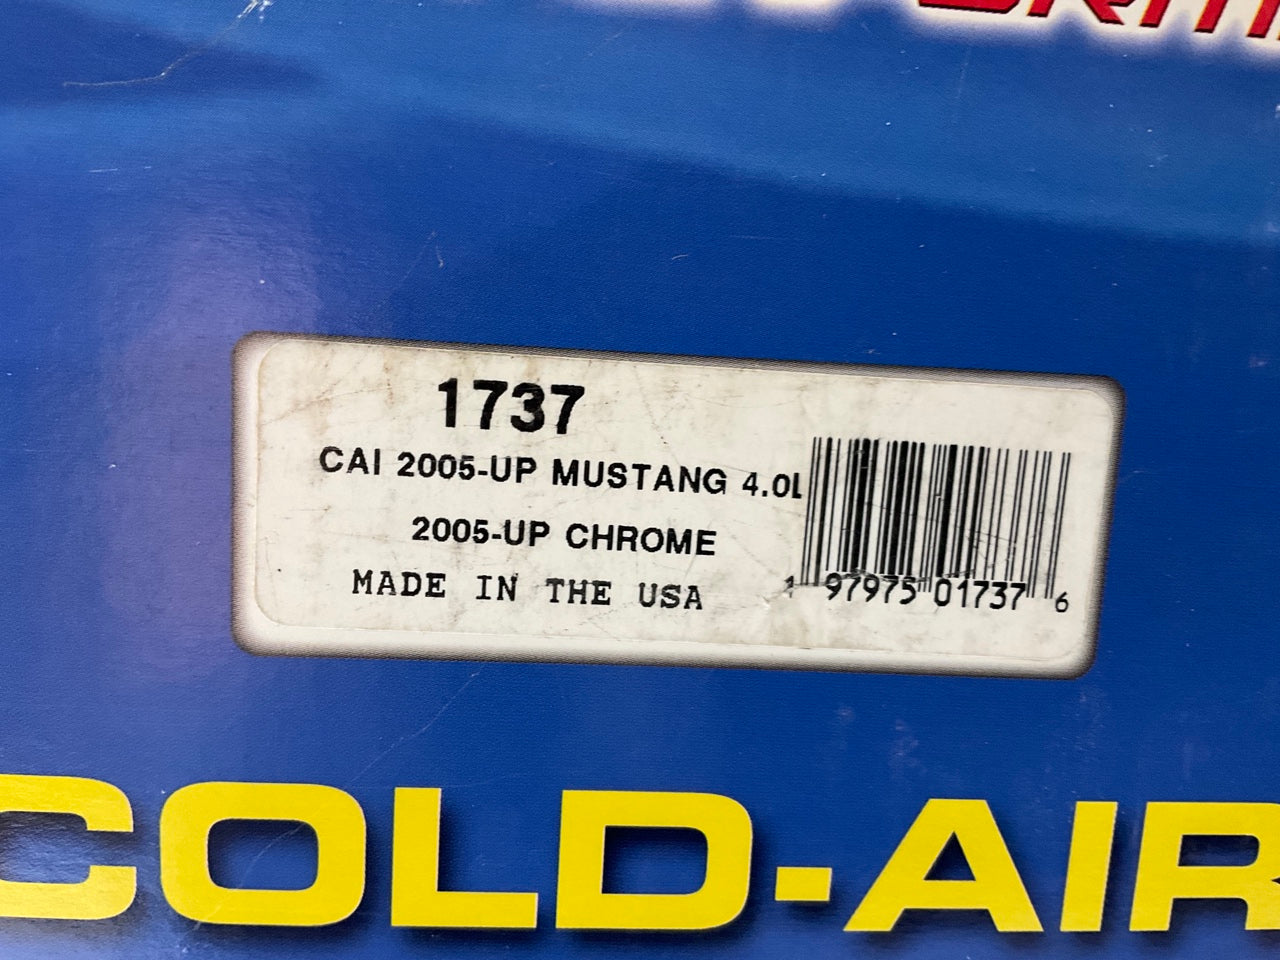 1737
CAI 2005-UP MUSTANG 4.0L
2005-UP CHROME
MADE IN THE USA
1 97975 01737 6
COLD-AIR